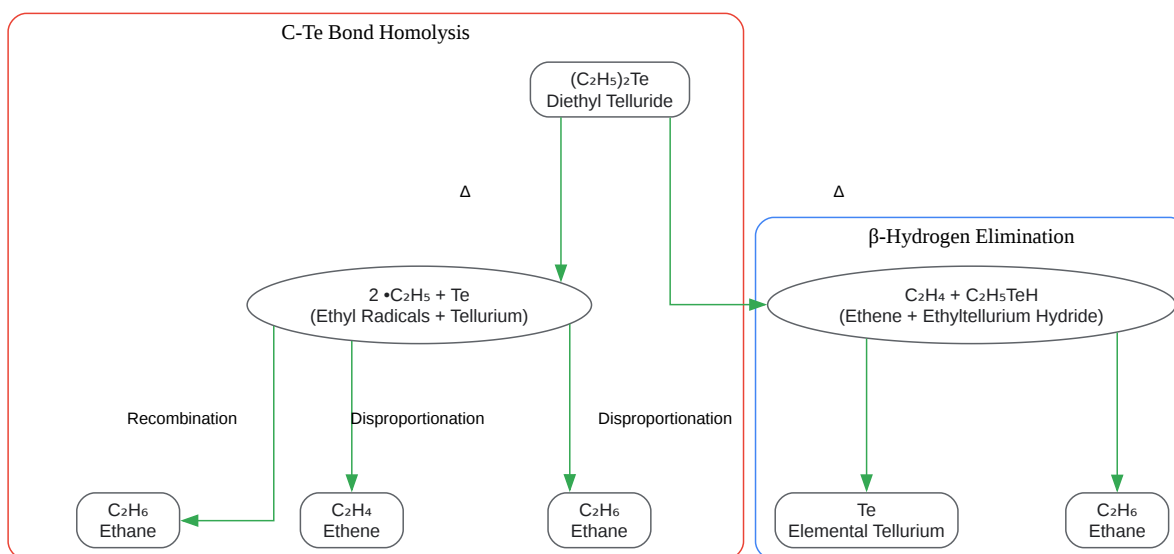 C-Te Bond Homolysis
(C₂H₅)₂Te
Diethyl Telluride
Δ
Δ
β-Hydrogen Elimination
2 •C₂H₅ + Te
(Ethyl Radicals + Tellurium)
C₂H₄ + C₂H₅TeH
(Ethene + Ethyltellurium Hydride)
Recombination
Disproportionation
Disproportionation
C₂H₆
Ethane
C₂H₄
Ethene
C₂H₆
Ethane
Te
Elemental Tellurium
C₂H₆
Ethane